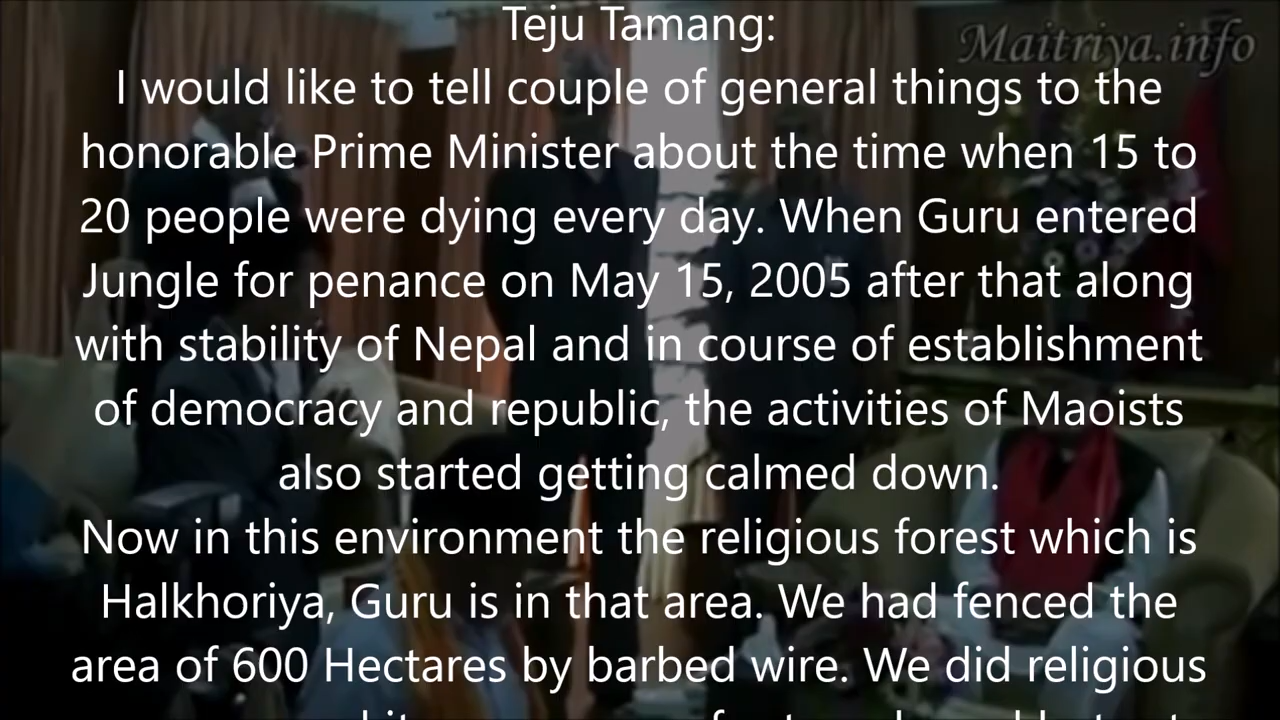 Teju Tamang:
Maitriya.info
I would like to tell couple of general things to the
honorable Prime Minister about the time when 15 to
20 people were dying every day. When Guru entered
Jungle for penance on May 15, 2005 after that along
with stability of Nepal and in course of establishment
of democracy and republic, the activities of Maoists
also started getting calmed down.
Now in this environment the religious forest which is
Halkhoriya, Guru is in that area. We had fenced the
area of 600 Hectares by barbed wire. We did religious